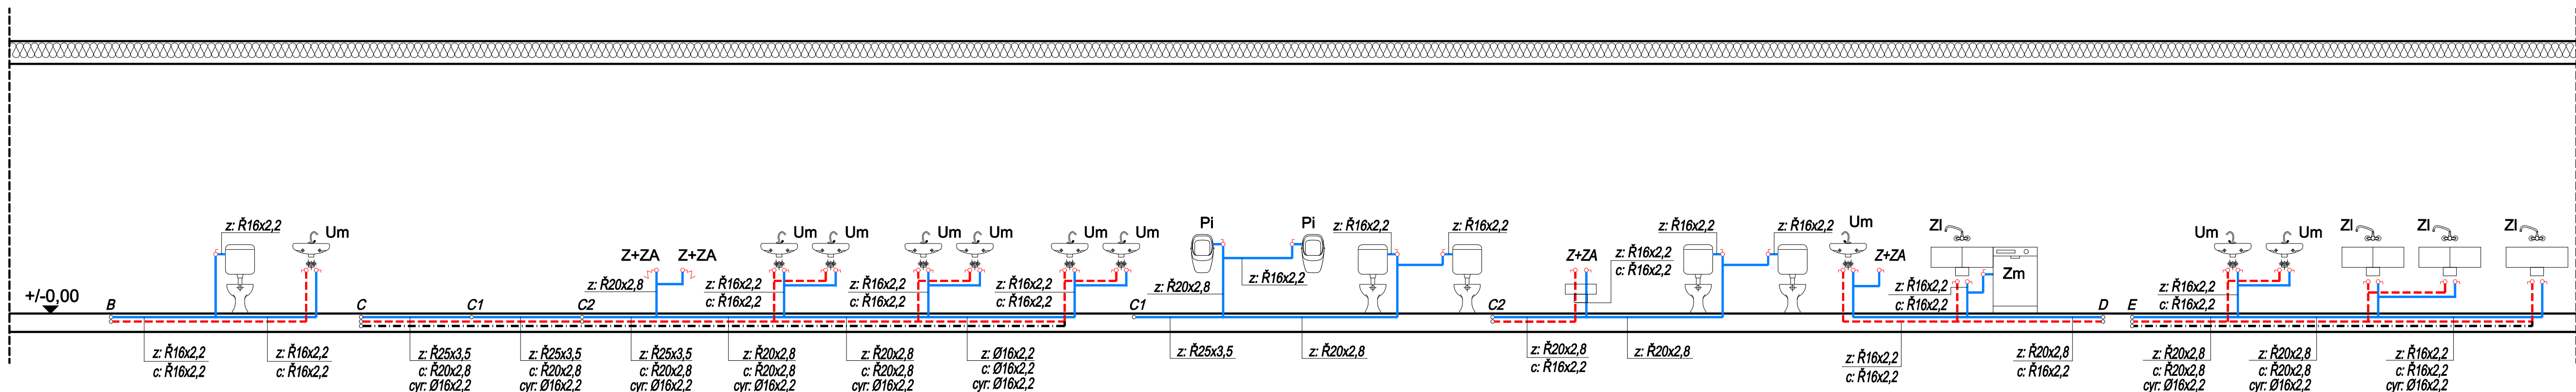 z: Ř16x2,2
Um
Z+ZA
Z+ZA
z: Ř20x2,8
Um
Um
z: Ř16x2,2
c: Ř16x2,2
Um
Um
z: Ř16x2,2
c: Ř16x2,2
Um
Um
z: Ř16x2,2
c: Ř16x2,2
Pi
Pi
z: Ř20x2,8
z: Ř16x2,2
z: Ř16x2,2
z: Ř16x2,2
Z+ZA
z: Ř16x2,2
c: Ř16x2,2
z: Ř16x2,2
z: Ř16x2,2
Um
Z+ZA
Zl
Zm
z: Ř16x2,2
c: Ř16x2,2
Um
Um
z: Ř16x2,2
c: Ř16x2,2
Zl
Zl
Zl
+/-0,00
B
C
C1
C2
C1
C2
D
E
z: Ř16x2,2
c: Ř16x2,2
z: Ř16x2,2
c: Ř16x2,2
z: Ř25x3,5
c: Ř20x2,8
cyr: Ø16x2,2
z: Ř25x3,5
c: Ř20x2,8
cyr: Ø16x2,2
z: Ř25x3,5
c: Ř20x2,8
cyr: Ø16x2,2
z: Ř20x2,8
c: Ř20x2,8
cyr: Ø16x2,2
z: Ř20x2,8
c: Ř20x2,8
cyr: Ø16x2,2
z: Ø16x2,2
c: Ø16x2,2
cyr: Ø16x2,2
z: Ř25x3,5
z: Ř20x2,8
z: Ř20x2,8
c: Ř16x2,2
z: Ř20x2,8
z: Ř16x2,2
c: Ř16x2,2
z: Ř20x2,8
c: Ř16x2,2
z: Ř20x2,8
c: Ř20x2,8
cyr: Ø16x2,2
z: Ř20x2,8
c: Ř20x2,8
cyr: Ø16x2,2
z: Ř16x2,2
c: Ř16x2,2
cyr: Ø16x2,2